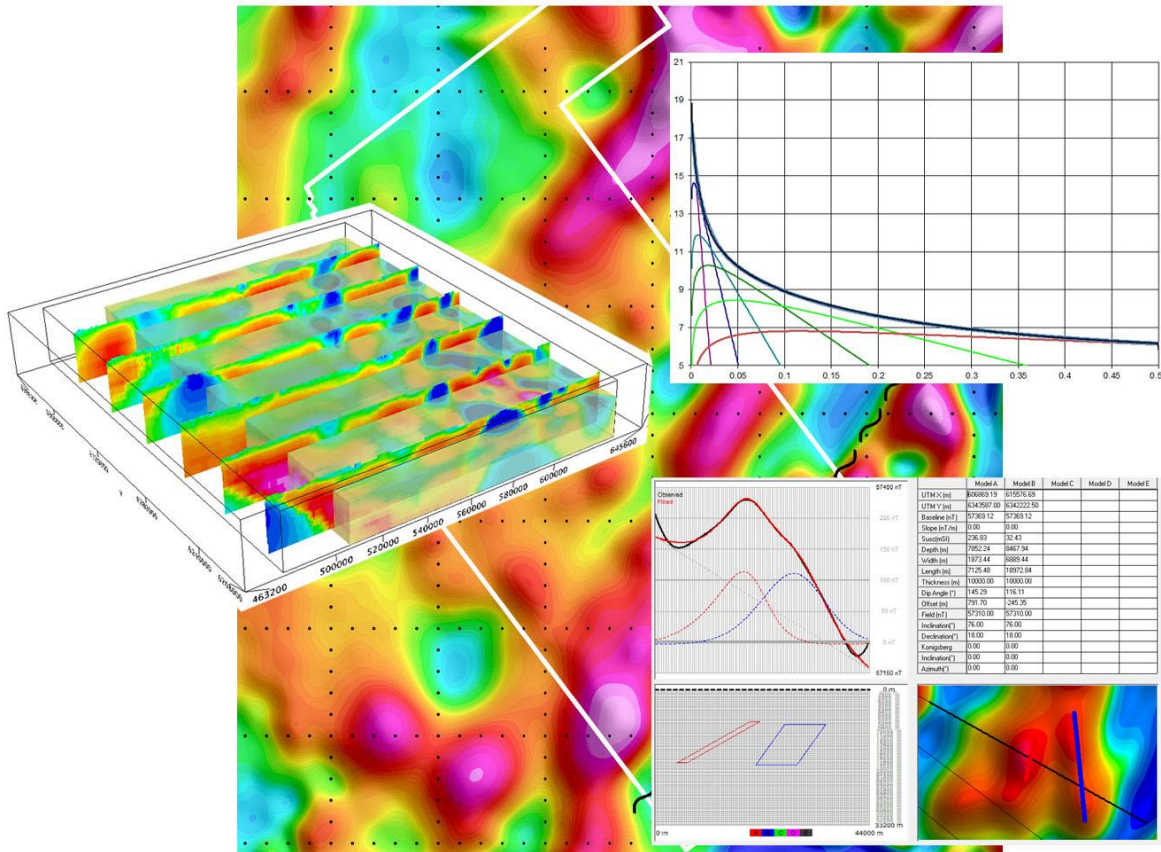 21
19
17
15
13
11
9
7
5
0 0.05 0.1 0.15 0.2 0.25 0.3 0.35 0.4 0.45 0.5
463200
500000
520000
540000
560000
580000
600000
645600
Observed
Fitted
57450 nT
200 nT
150 nT
100 nT
50 nT
0 nT
57150 nT
Model A Model B Model C Model D Model E
UTM X (m) 606869.19 615576.69
UTM Y (m) 6343587.00 6342222.50
Baseline (nT) 57369.12 57369.12
Slope (nT/m) 0.00 0.00
Susc(mSI) 236.83 32.43
Depth (m) 7852.24 8467.94
Width (m) 1873.44 6889.44
Length (m) 7125.48 18972.84
Thickness (m) 10000.00 10000.00
Dip Angle (°) 145.29 116.11
Offset (m) 791.70 -245.35
Field (nT) 57310.00 57310.00
Inclination(°) 76.00 76.00
Declination(°) 18.00 18.00
Konigsberg 0.00 0.00
Inclination(°) 0.00 0.00
Azimuth(°) 0.00 0.00
0 m
33200 m
0 m A C D E 44000 m